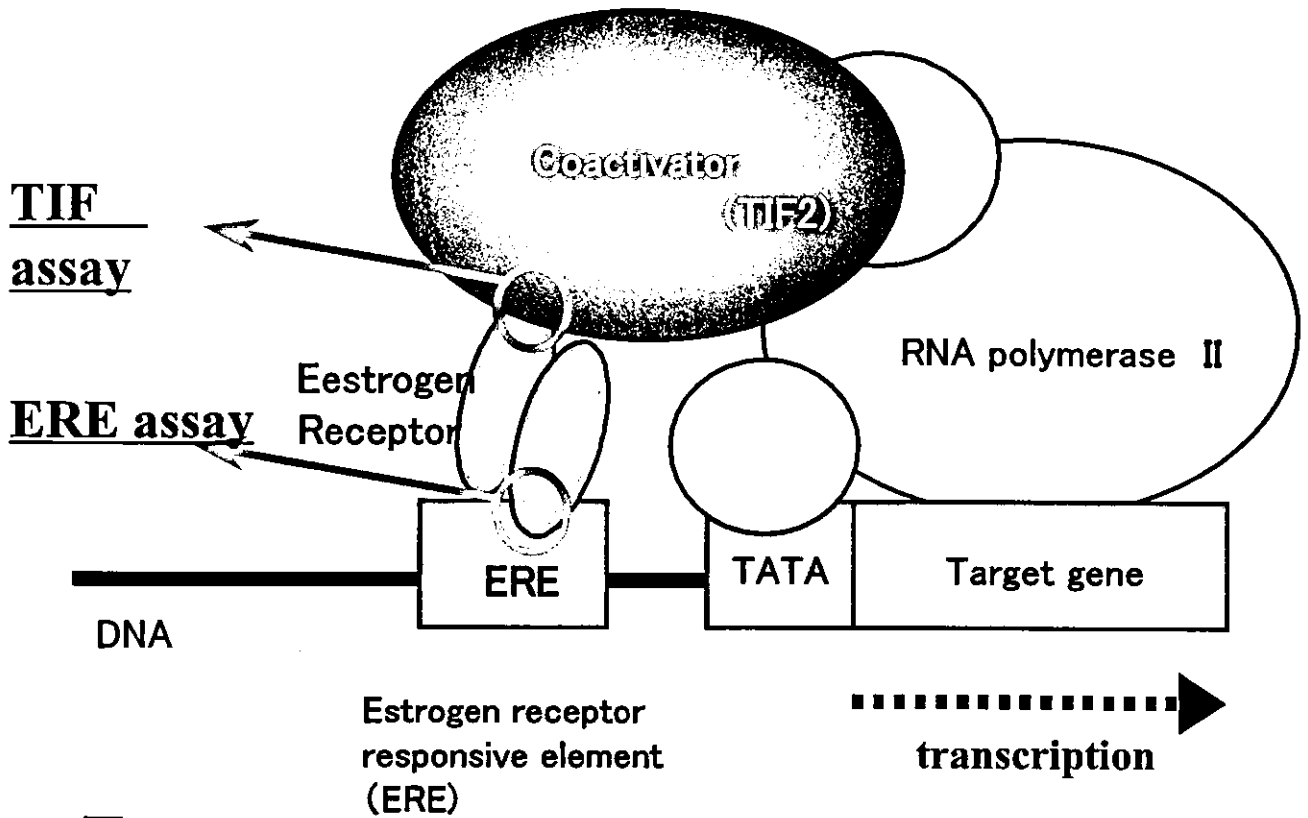 Coactivator
(TIF2)
TIF
assay
RNA polymerase II
Eestrogen
Receptor
ERE assay
ERE
TATA
Target gene
DNA
Estrogen receptor
responsive element
(ERE)
transcription